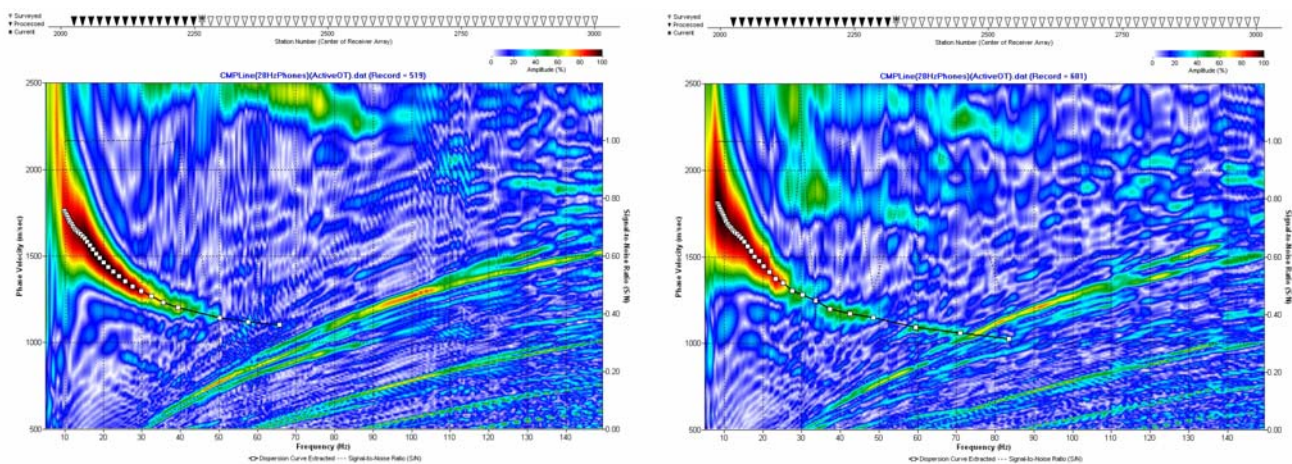 ▽ Surveyed
▼ Processed
Current
2000 2250 2500 2750 3000
Station Number (Center of Receiver Array)
0 20 40 60 80 100
Amplitude (%)
CMPLine(28HzPhones)(ActiveOT).dat (Record = 519)
Phase Velocity (m/sec)
2500
2000
1500
1000
500
1.00
0.80
0.60
0.40
0.20
0.00
Signal-to-Noise Ratio (S/N)
10 20 30 40 50 60 70 80 90 100 110 120 130 140
Frequency (Hz)
Dispersion Curve Extracted Signal-to-Noise Ratio (S/N)
▽ Surveyed
▼ Processed
Current
2000 2250 2500 2750 3000
Station Number (Center of Receiver Array)
0 20 40 60 80 100
Amplitude (%)
CMPLine(28HzPhones)(ActiveOT).dat (Record = 681)
Phase Velocity (m/sec)
2500
2000
1500
1000
500
1.00
0.80
0.60
0.40
0.20
0.00
Signal-to-Noise Ratio (S/N)
10 20 30 40 50 60 70 80 90 100 110 120 130 140
Frequency (Hz)
Dispersion Curve Extracted Signal-to-Noise Ratio (S/N)